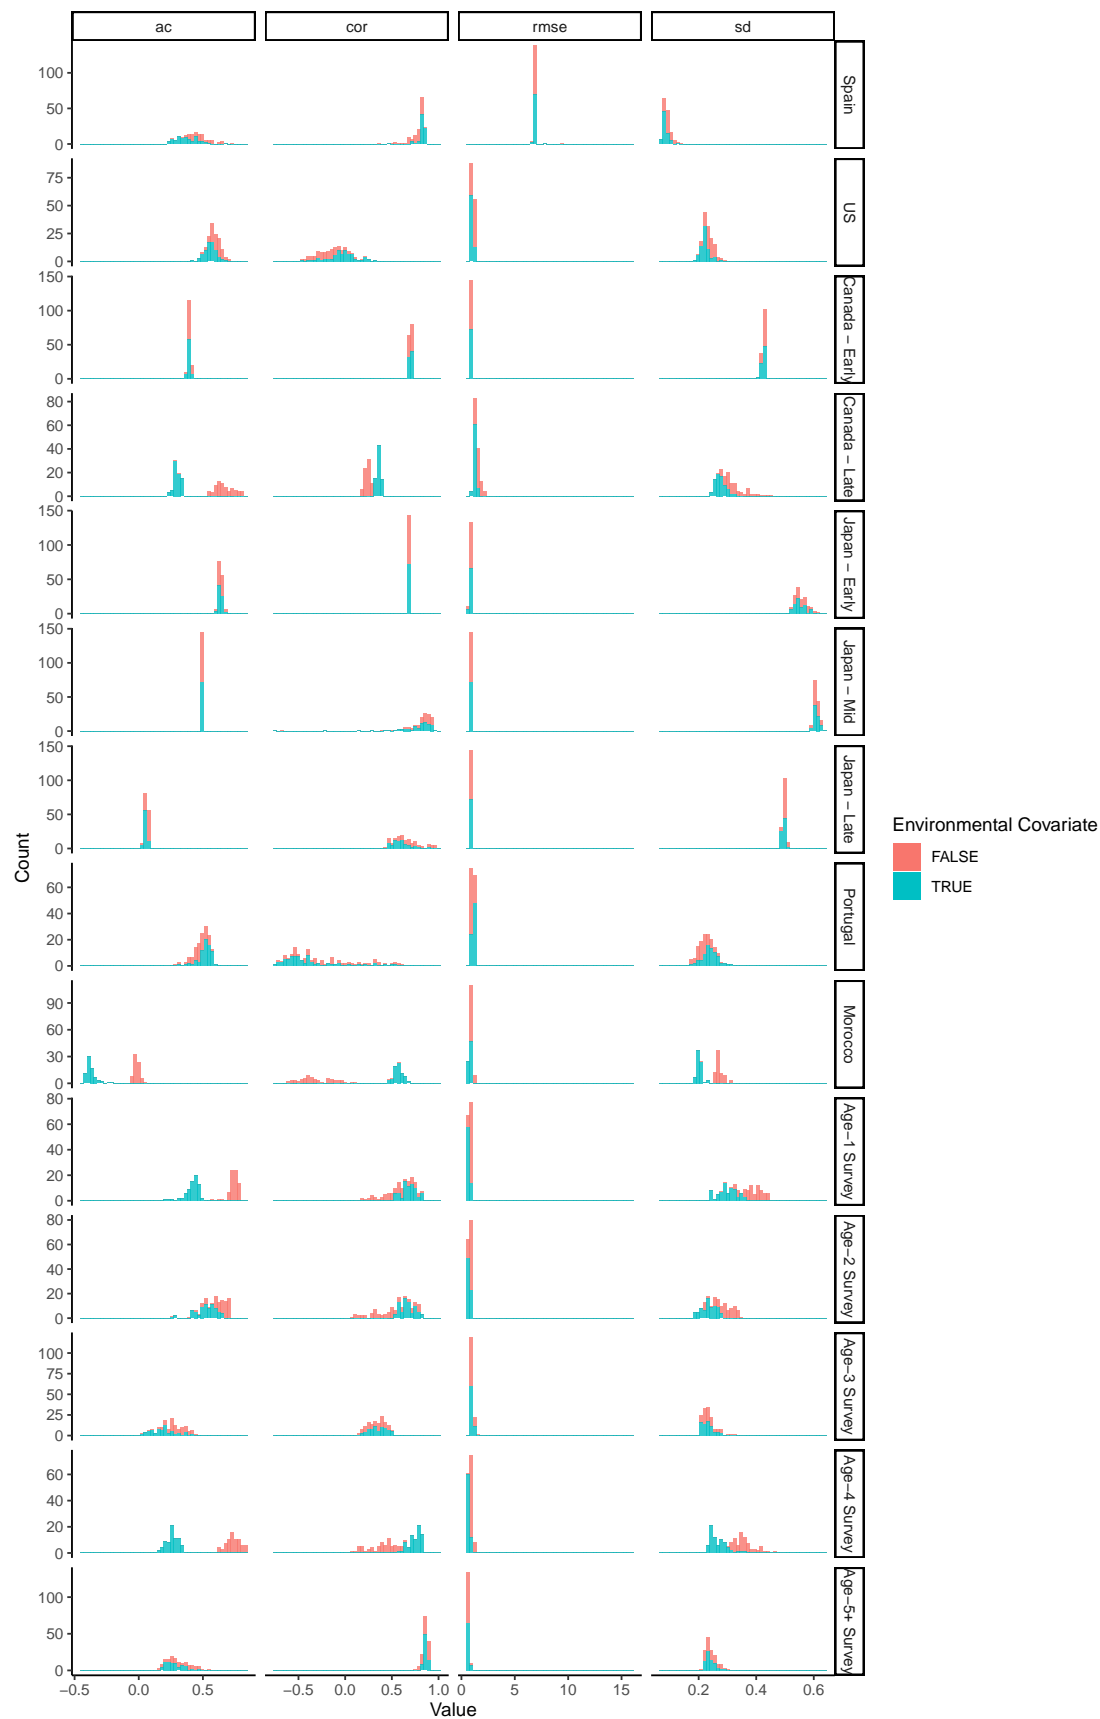 ac cor rmse sd
100
50
0
Spain
75
50
25
0
US
150
100
50
0
Canada − Early
80
60
40
20
0
Canada − Late
150
100
50
0
Japan − Early
150
100
50
0
Japan − Mid
150
100
50
0
Japan − Late
60
40
20
0
Portugal
90
60
30
0
Morocco
80
60
40
20
0
Age−1 Survey
80
60
40
20
0
Age−2 Survey
100
75
50
25
0
Age−3 Survey
60
40
20
0
Age−4 Survey
100
50
0
Age−5+ Survey
−0.5 0.0 0.5 −0.5 0.0 0.5 1.0 0 5 10 15 0.2 0.4 0.6
Value
Count
Environmental Covariate
FALSE
TRUE